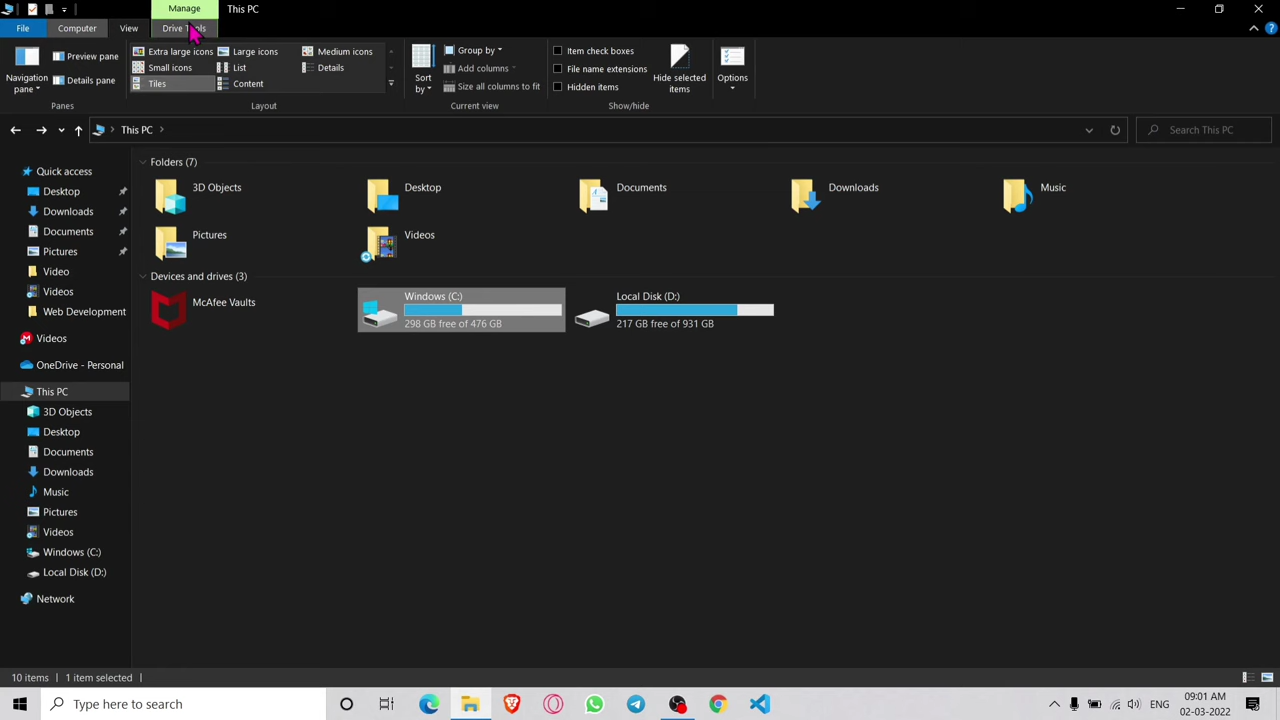 Manage
This PC
File
Computer
View
Drive Tools
Navigation pane
Preview pane
Details pane
Panes
Extra large icons
Large icons
Medium icons
Small icons
List
Details
Tiles
Content
Layout
Sort by
Group by
Add columns
Size all columns to fit
Current view
Item check boxes
File name extensions
Hidden items
Hide selected items
Show/hide
Options
This PC
Search This PC
Quick access
Desktop
Downloads
Documents
Pictures
Video
Videos
Web Development
Videos
OneDrive - Personal
This PC
3D Objects
Desktop
Documents
Downloads
Music
Pictures
Videos
Windows (C:)
Local Disk (D:)
Network
Folders (7)
3D Objects
Desktop
Documents
Downloads
Music
Pictures
Videos
Devices and drives (3)
McAfee Vaults
Windows (C:)
298 GB free of 476 GB
Local Disk (D:)
217 GB free of 931 GB
10 items
1 item selected
Type here to search
ENG
09:01 AM
02-03-2022